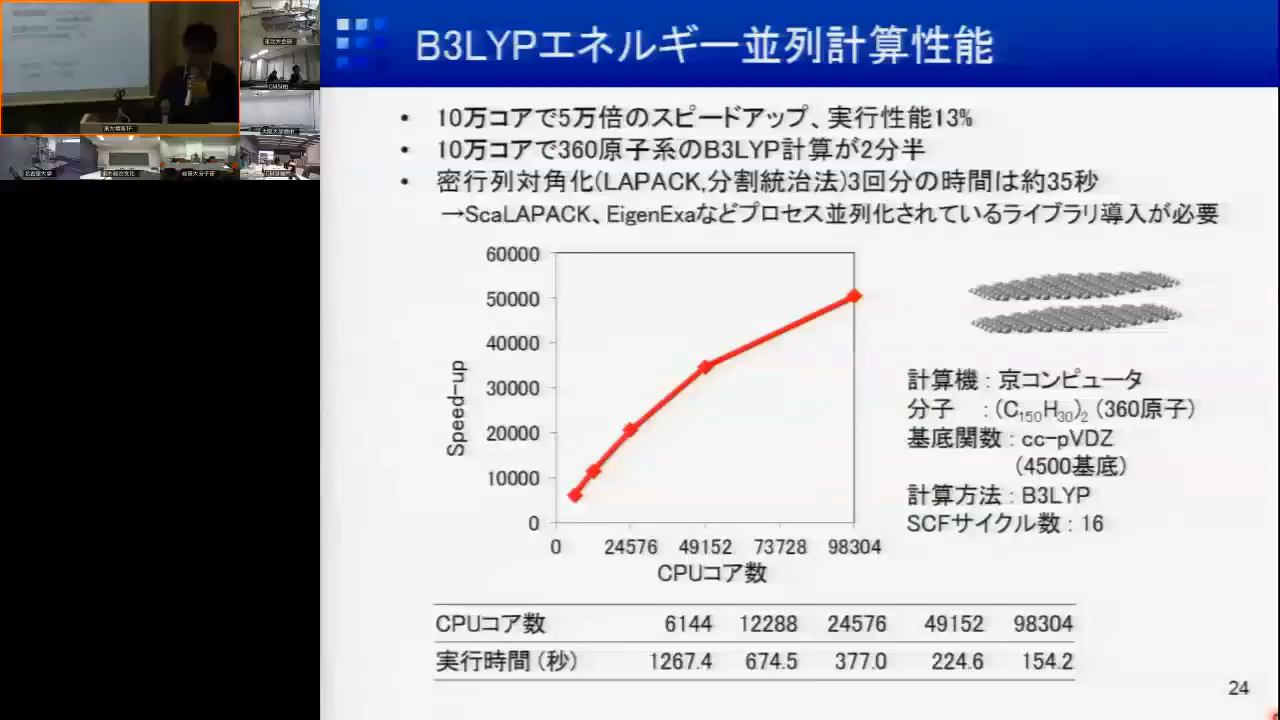 B3LYPエネルギー並列計算性能
• 10万コアで5万倍のスピードアップ、実行性能13%
• 10万コアで360原子系のB3LYP計算が2分半
• 密行列対角化(LAPACK,分割統治法)3回分の時間は約35秒
→ScaLAPACK、EigenExaなどプロセス並列化されているライブラリ導入が必要
60000
50000
40000
30000
20000
10000
0
Speed-up
0 24576 49152 73728 98304
CPUコア数
計算機 : 京コンピュータ
分子 : (C150H30)2 (360原子)
基底関数 : cc-pVDZ
(4500基底)
計算方法 : B3LYP
SCFサイクル数 : 16
CPUコア数 6144 12288 24576 49152 98304
実行時間(秒) 1267.4 674.5 377.0 224.6 154.2
24
名古屋大学